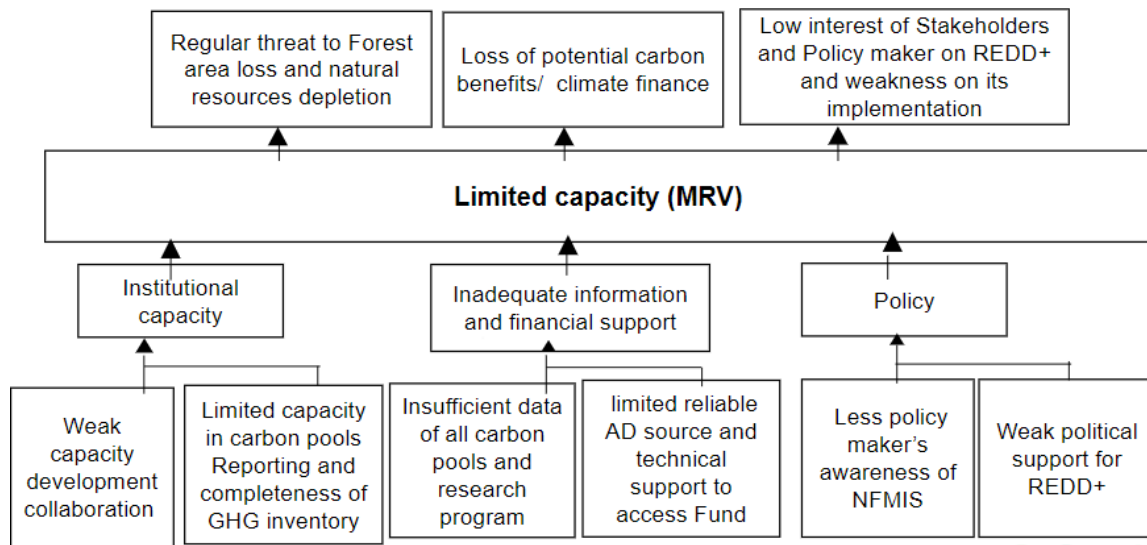 Regular threat to Forest
area loss and natural
resources depletion
Loss of potential carbon
benefits/ climate finance
Low interest of Stakeholders
and Policy maker on REDD+
and weakness on its
implementation
Limited capacity (MRV)
Institutional
capacity
Inadequate information
and financial support
Policy
Weak
capacity
development
collaboration
Limited capacity
in carbon pools
Reporting and
completeness of
GHG inventory
Insufficient data
of all carbon
pools and
research
program
limited reliable
AD source and
technical
support to
access Fund
Less policy
maker's
awareness of
NFMIS
Weak political
support for
REDD+